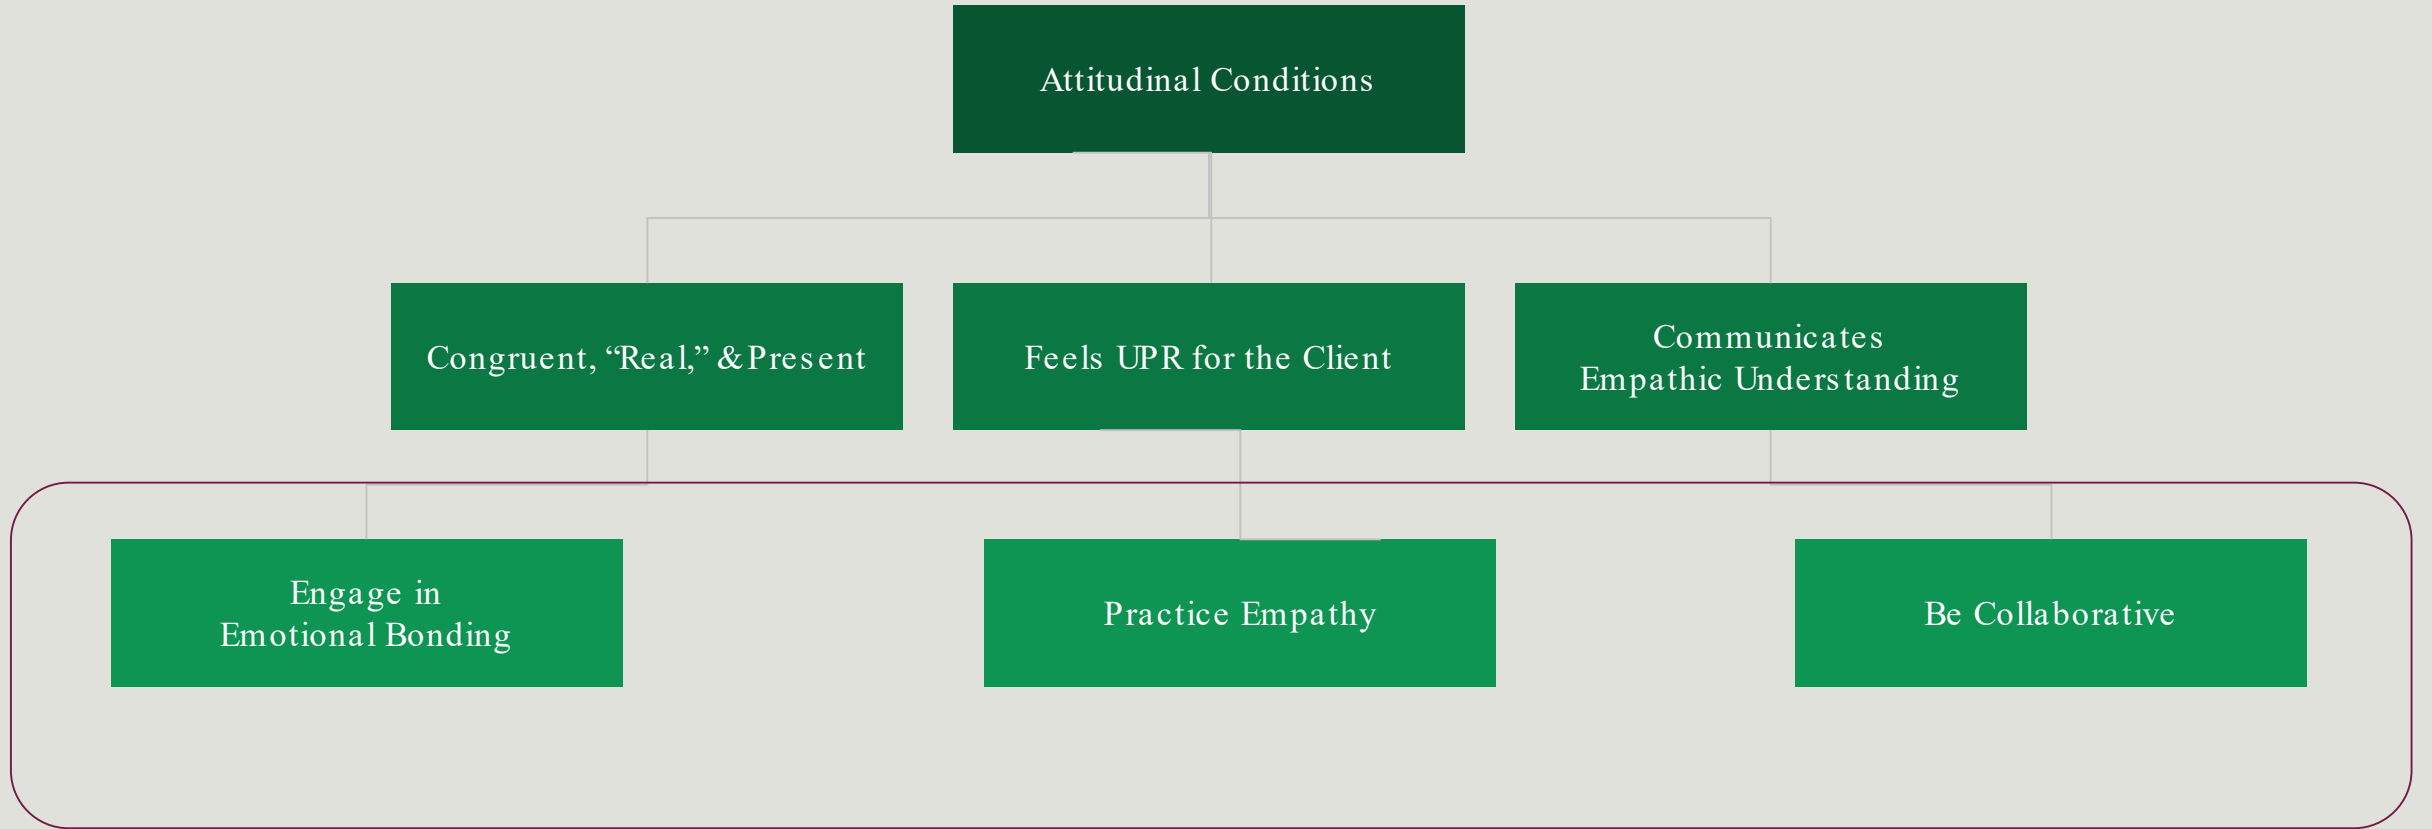 Attitudinal Conditions
Congruent, “Real,” & Present
Feels UPR for the Client
Communicates
Empathic Understanding
Engage in
Emotional Bonding
Practice Empathy
Be Collaborative